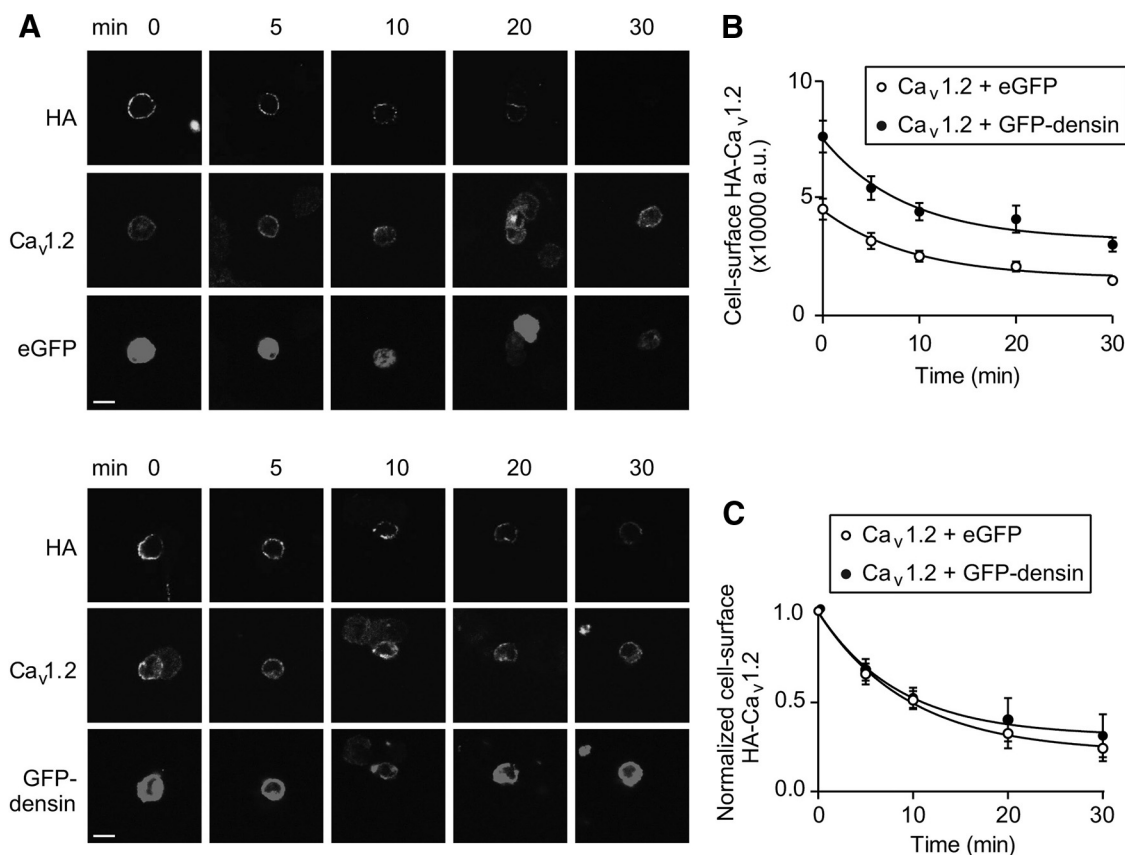 A
min 0 5 10 20 30
HA
Cav1.2
eGFP
min 0 5 10 20 30
HA
Cav1.2
GFP-
densin
B
Cav1.2 + eGFP
Cav1.2 + GFP-densin
Cell-surface HA-Cav1.2
(x10000 a.u.)
10
5
0
0 10 20 30
Time (min)
C
Cav1.2 + eGFP
Cav1.2 + GFP-densin
Normalized cell-surface
HA-Cav1.2
1.0
0.5
0.0
0 10 20 30
Time (min)